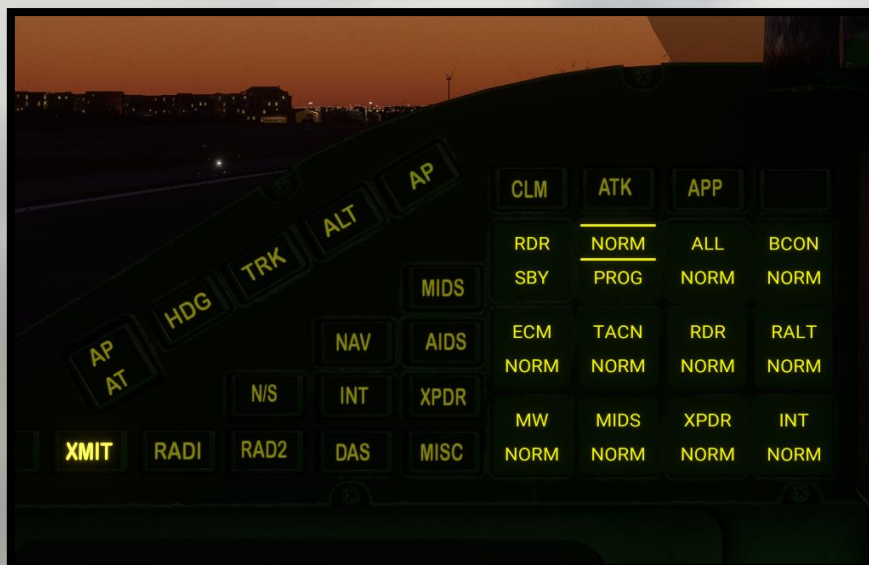 AP
CLM ATK APP
ALT
RDR NORM ALL BCON
TRK
SBY PROG NORM NORM
MIDS
HDG
ECM TACN RDR RALT
NAV AIDS
AP
AT
NORM NORM NORM NORM
N/S INT XPDR
MW MIDS XPDR INT
XMIT RAD1 RAD2 DAS MISC
NORM NORM NORM NORM